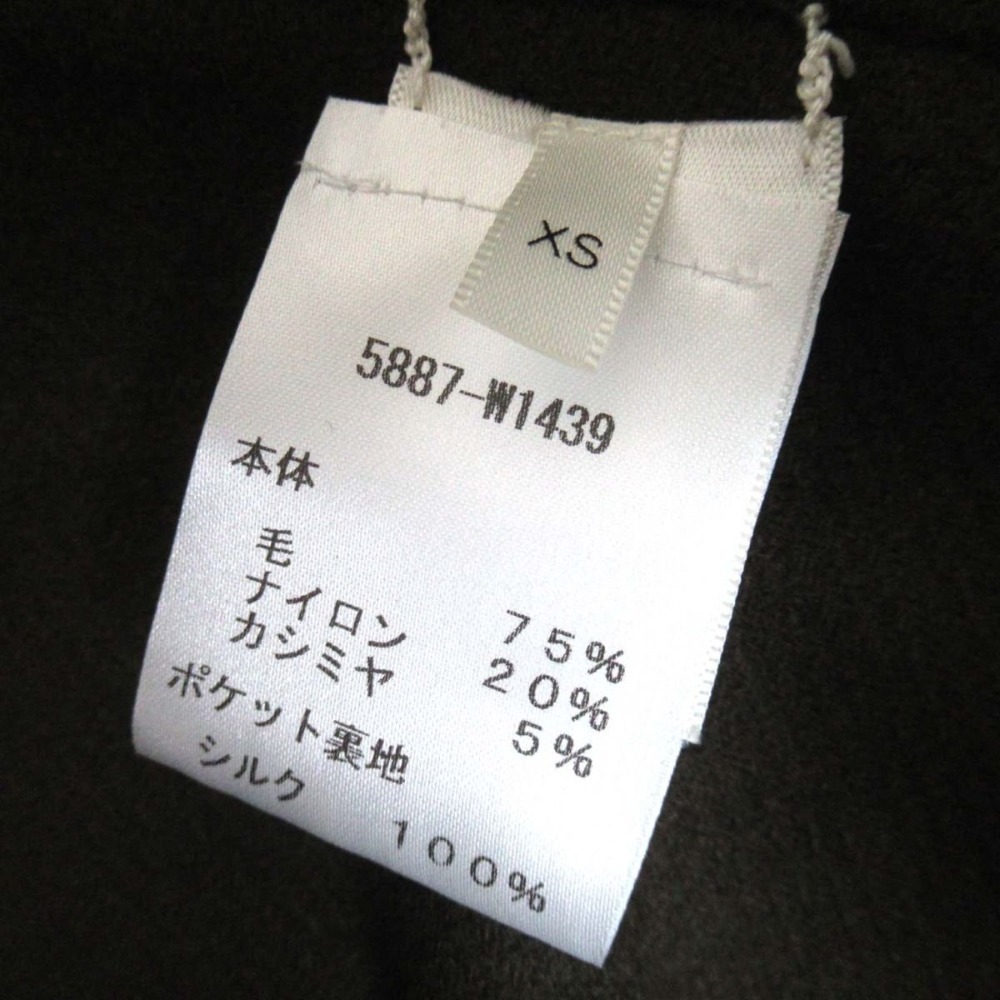 XS
5887-W1439
本体
毛 75%
ナイロン 20%
カシミヤ 5%
ポケット裏地
シルク 100%